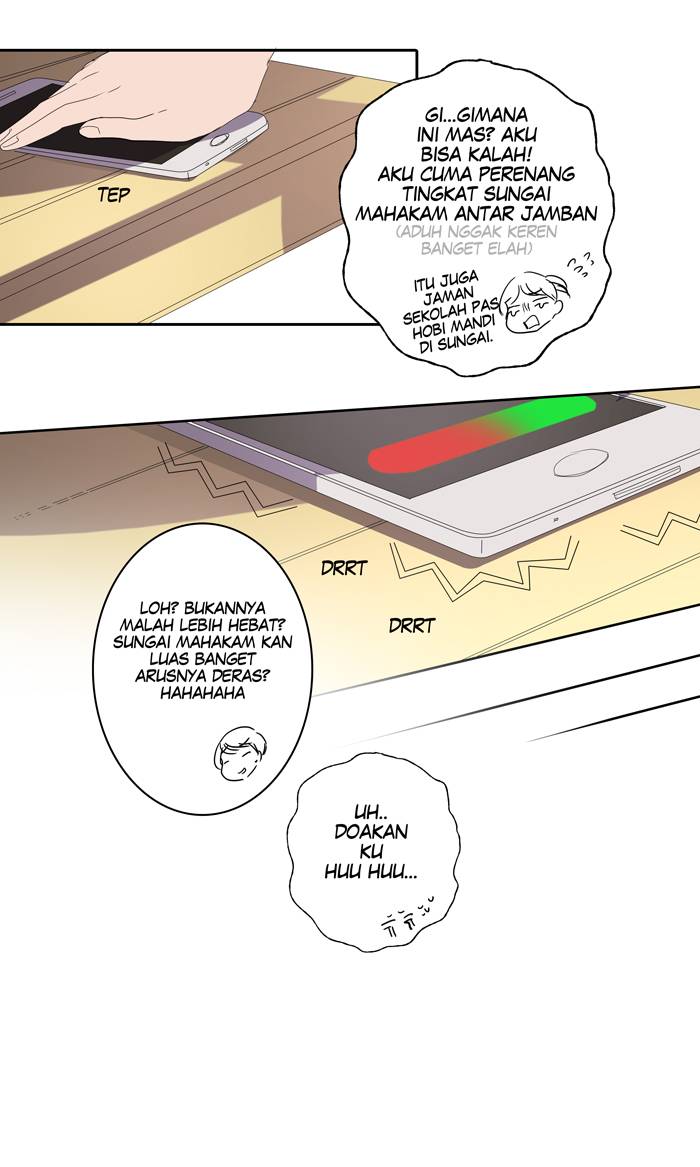 GI...GIMANA
INI MAS? AKU
BISA KALAH!
AKU CUMA PERENANG
TINGKAT SUNGAI
MAHAKAM ANTAR JAMBAN
(ADUH NGGAK KEREN
BANGET ELAH)
ITU JUGA
JAMAN
SEKOLAH PAS
HOBI MANDI
DI SUNGAI.
TEP
DRRT
DRRT
LOH? BUKANNYA
MALAH LEBIH HEBAT?
SUNGAI MAHAKAM KAN
LUAS BANGET
ARUSNYA DERAS?
HAHAHAHA
UH..
DOAKAN
KU
HUU HUU...
ㅠㅠ